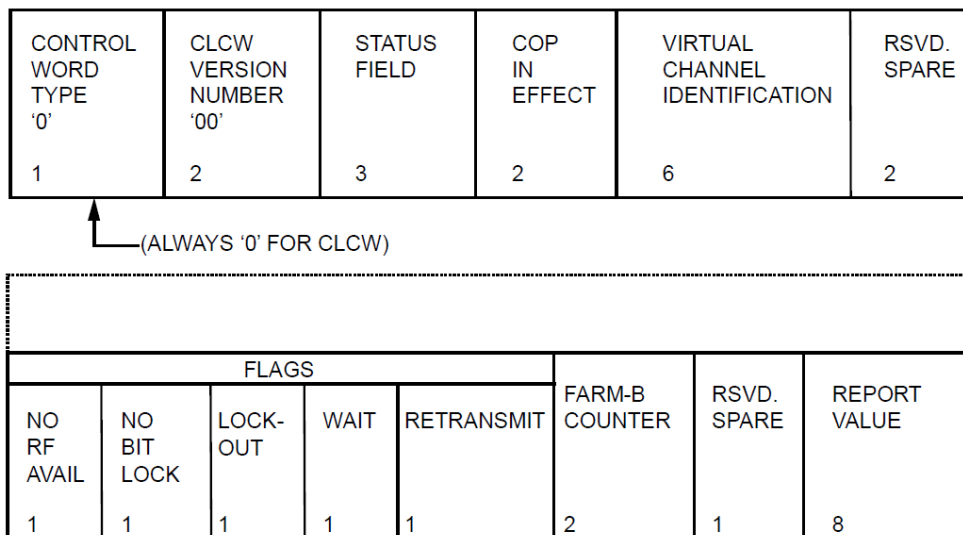 CONTROL
WORD
TYPE
‘0’
1
CLCW
VERSION
NUMBER
‘00’
2
STATUS
FIELD
3
COP
IN
EFFECT
2
VIRTUAL
CHANNEL
IDENTIFICATION
6
RSVD.
SPARE
2
(ALWAYS ‘0’ FOR CLCW)
FLAGS
NO
RF
AVAIL
1
NO
BIT
LOCK
1
LOCK-
OUT
1
WAIT
1
RETRANSMIT
1
FARM-B
COUNTER
2
RSVD.
SPARE
1
REPORT
VALUE
8